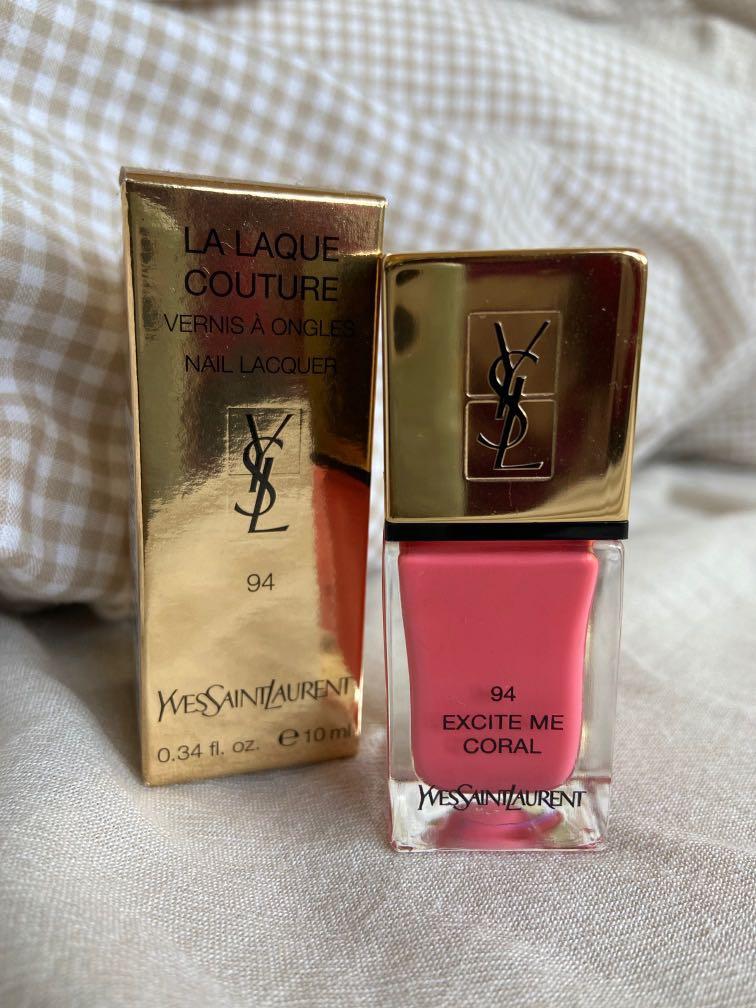 LA LAQUE
COUTURE
VERNIS À ONGLES
NAIL LACQUER
YSL
94
YVESSAINTLAURENT
0.34 fl. oz. e 10 ml
YSL
94
EXCITE ME
CORAL
YVESSAINTLAURENT